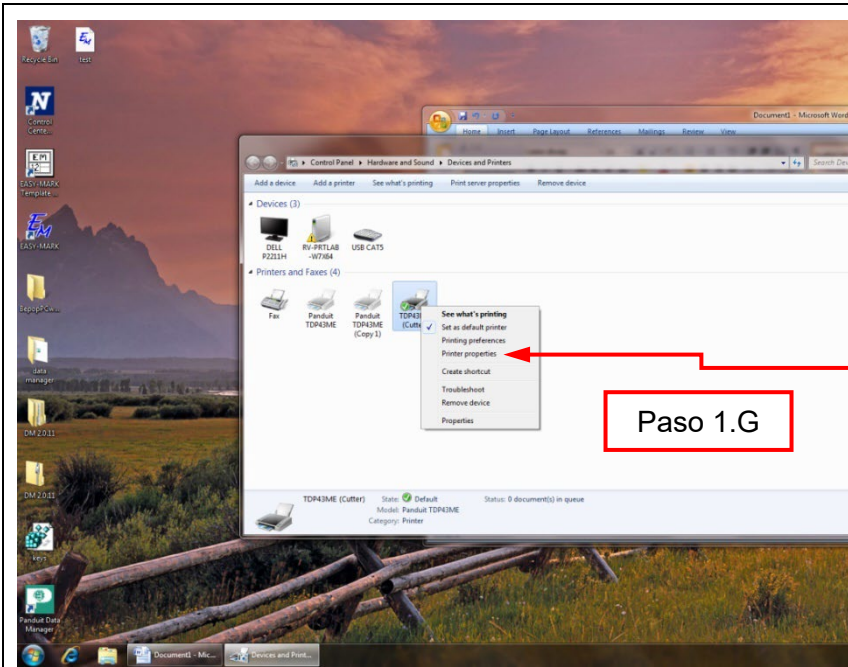 Recycle Bin
test
Control
Cente...
EASY-MARK
Template ...
EASY-MARK
data
manager
DM 2.0.11
DM 2.0.11
keys
Panduit Data
Manager
Document1 - Microsoft Word
Home Insert Page Layout References Mailings Review View
Control Panel Hardware and Sound Devices and Printers
Search Dev
Add a device Add a printer See what's printing Print server properties Remove device
Devices (3)
DELL
P2211H
RV-PRTLAB
-W7X64
USB CAT5
Printers and Faxes (4)
Fax
Panduit
TDP43ME
Panduit
TDP43ME
(Copy 1)
TDP43
(Cutte
See what's printing
Set as default printer
Printing preferences
Printer properties
Create shortcut
Troubleshoot
Remove device
Properties
Paso 1.G
TDP43ME (Cutter) State: Default Status: 0 document(s) in queue
Model: Panduit TDP43ME
Category: Printer
Document1 - Mic...
Devices and Print...